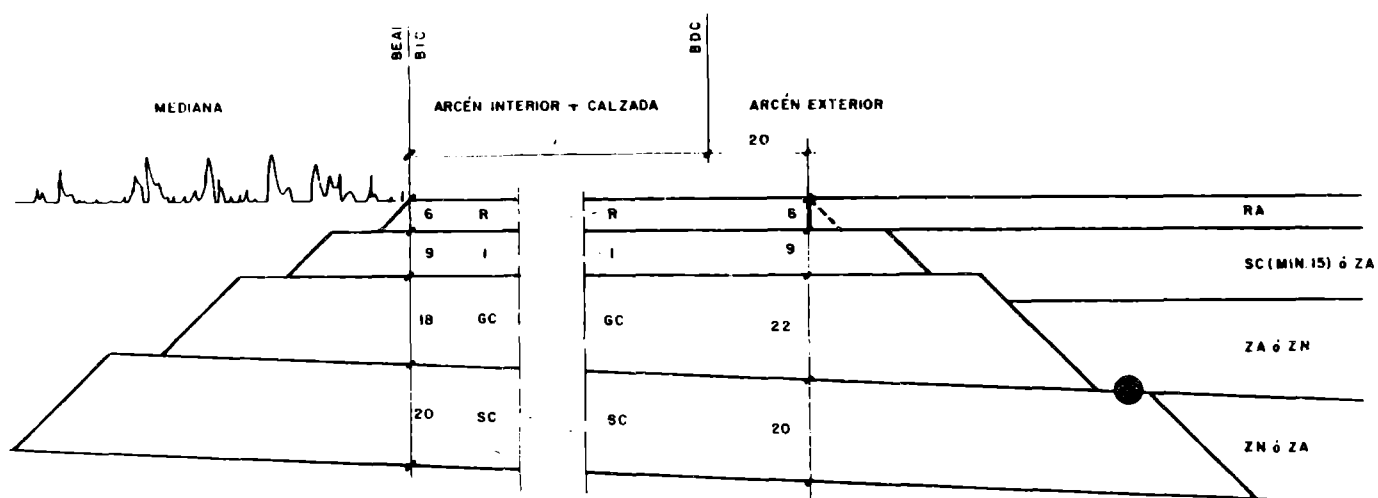 BEAI
BIC
BDC
MEDIANA
ARCÉN INTERIOR + CALZADA
ARCÉN EXTERIOR
20
6 R R 6 RA
9 I I 9
SC (MIN. 15) ó ZA
18 GC GC 22
ZA ó ZN
20 SC SC 20
ZN ó ZA